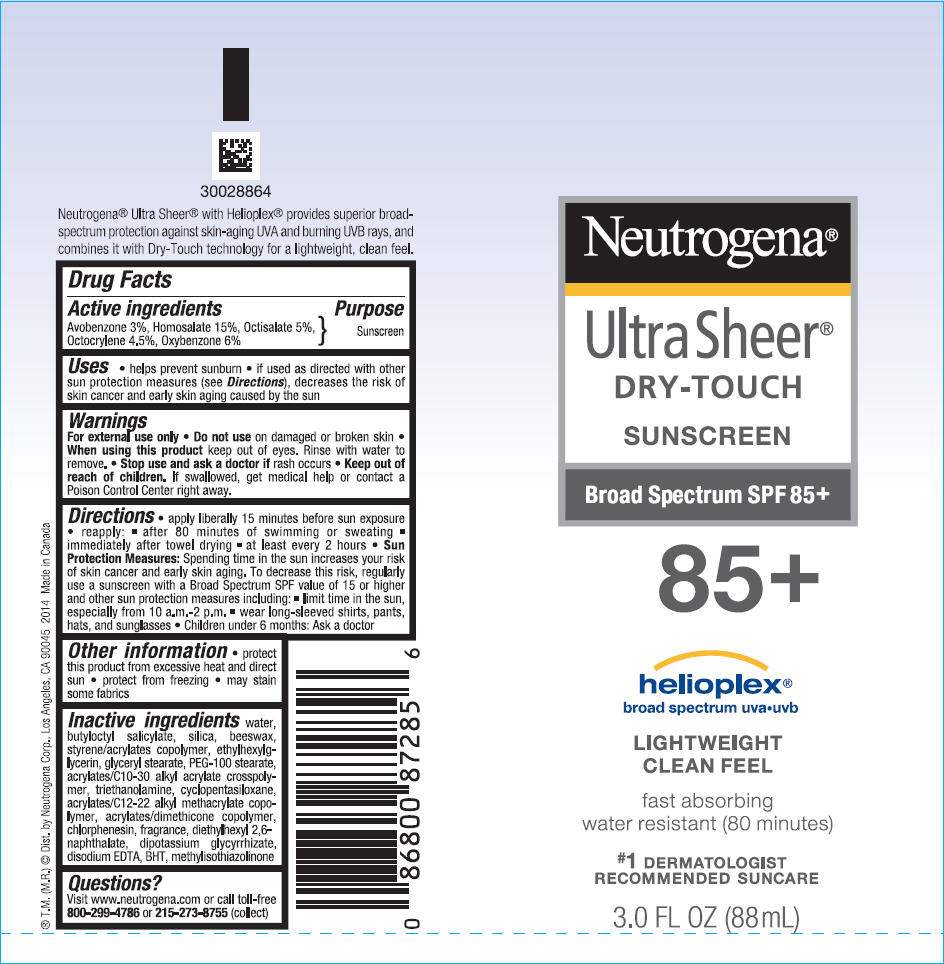 30028864
Neutrogena® Ultra Sheer® with Helioplex® provides superior broad-
spectrum protection against skin-aging UVA and burning UVB rays, and
combines it with Dry-Touch technology for a lightweight, clean feel.
Drug Facts
Active ingredients Purpose
Avobenzone 3%, Homosalate 15%, Octisalate 5%,
Octocrylene 4.5%, Oxybenzone 6% } Sunscreen
Uses • helps prevent sunburn • if used as directed with other
sun protection measures (see Directions), decreases the risk of
skin cancer and early skin aging caused by the sun
Warnings
For external use only • Do not use on damaged or broken skin •
When using this product keep out of eyes. Rinse with water to
remove. • Stop use and ask a doctor if rash occurs • Keep out of
reach of children. If swallowed, get medical help or contact a
Poison Control Center right away.
Directions • apply liberally 15 minutes before sun exposure
• reapply: ▪ after 80 minutes of swimming or sweating ▪
immediately after towel drying ▪ at least every 2 hours • Sun
Protection Measures: Spending time in the sun increases your risk
of skin cancer and early skin aging. To decrease this risk, regularly
use a sunscreen with a Broad Spectrum SPF value of 15 or higher
and other sun protection measures including: ▪ limit time in the sun,
especially from 10 a.m.-2 p.m. ▪ wear long-sleeved shirts, pants,
hats, and sunglasses • Children under 6 months: Ask a doctor
Other information • protect
this product from excessive heat and direct
sun • protect from freezing • may stain
some fabrics
Inactive ingredients water,
butyloctyl salicylate, silica, beeswax,
styrene/acrylates copolymer, ethylhexylg-
lycerin, glyceryl stearate, PEG-100 stearate,
acrylates/C10-30 alkyl acrylate crosspoly-
mer, triethanolamine, cyclopentasiloxane,
acrylates/C12-22 alkyl methacrylate copo-
lymer, acrylates/dimethicone copolymer,
chlorphenesin, fragrance, diethylhexyl 2,6-
naphthalate, dipotassium glycyrrhizate,
disodium EDTA, BHT, methylisothiazolinone
Questions?
Visit www.neutrogena.com or call toll-free
800-299-4786 or 215-273-8755 (collect)
® T.M. (M.R.) © Dist. by Neutrogena Corp., Los Angeles, CA 90045 2014 Made in Canada
0 86800 87285 6
Neutrogena®
Ultra Sheer®
DRY-TOUCH
SUNSCREEN
Broad Spectrum SPF 85+
85+
helioplex®
broad spectrum uva•uvb
LIGHTWEIGHT
CLEAN FEEL
fast absorbing
water resistant (80 minutes)
#1 DERMATOLOGIST
RECOMMENDED SUNCARE
3.0 FL OZ (88 mL)